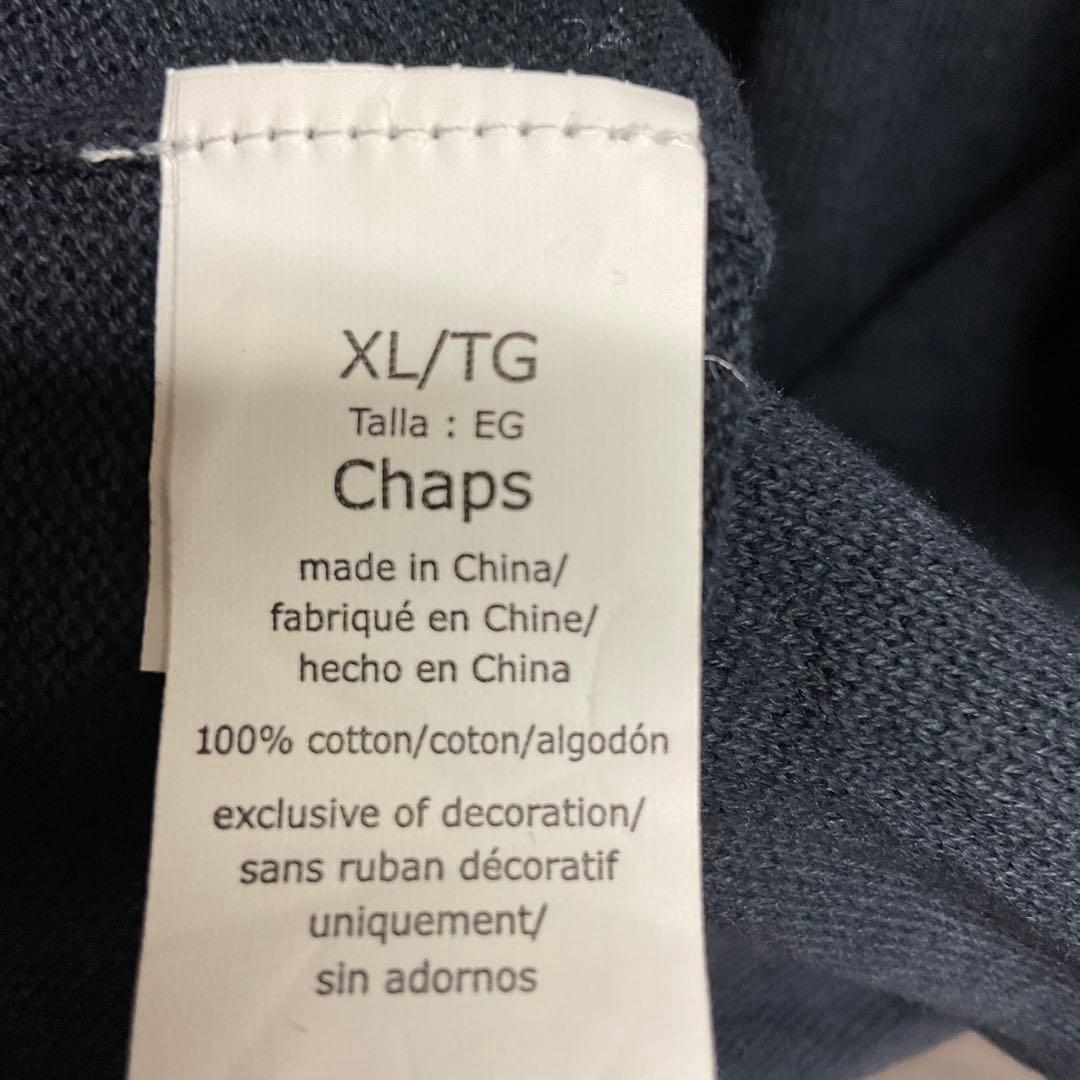 XL/TG
Talla : EG
Chaps
made in China/
fabriqué en Chine/
hecho en China
100% cotton/coton/algodón
exclusive of decoration/
sans ruban décoratif
uniquement/
sin adornos